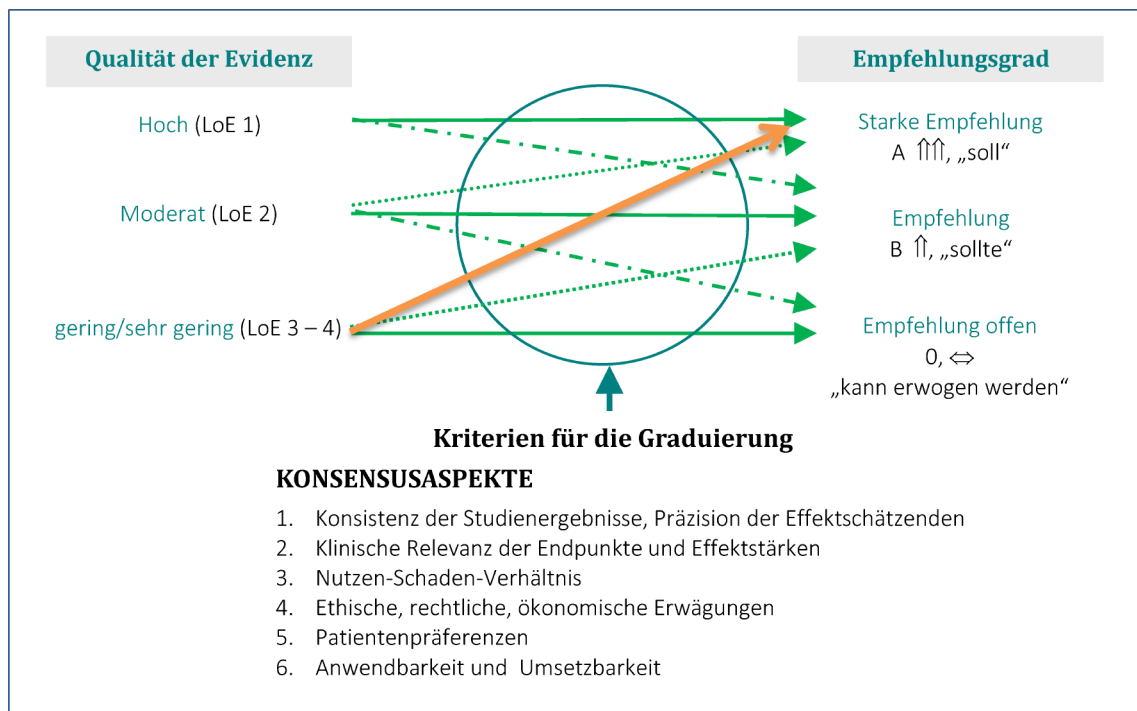 Qualität der Evidenz
Empfehlungsgrad
Hoch (LoE 1)
Starke Empfehlung
A ⇑⇑, „soll“
Moderat (LoE 2)
Empfehlung
B ⇑, „sollte“
gering/sehr gering (LoE 3 – 4)
Empfehlung offen
0, ⇔
„kann erwogen werden“
Kriterien für die Graduierung
KONSENSUSASPEKTE
1. Konsistenz der Studienergebnisse, Präzision der Effektschätzenden
2. Klinische Relevanz der Endpunkte und Effektstärken
3. Nutzen-Schaden-Verhältnis
4. Ethische, rechtliche, ökonomische Erwägungen
5. Patientenpräferenzen
6. Anwendbarkeit und Umsetzbarkeit